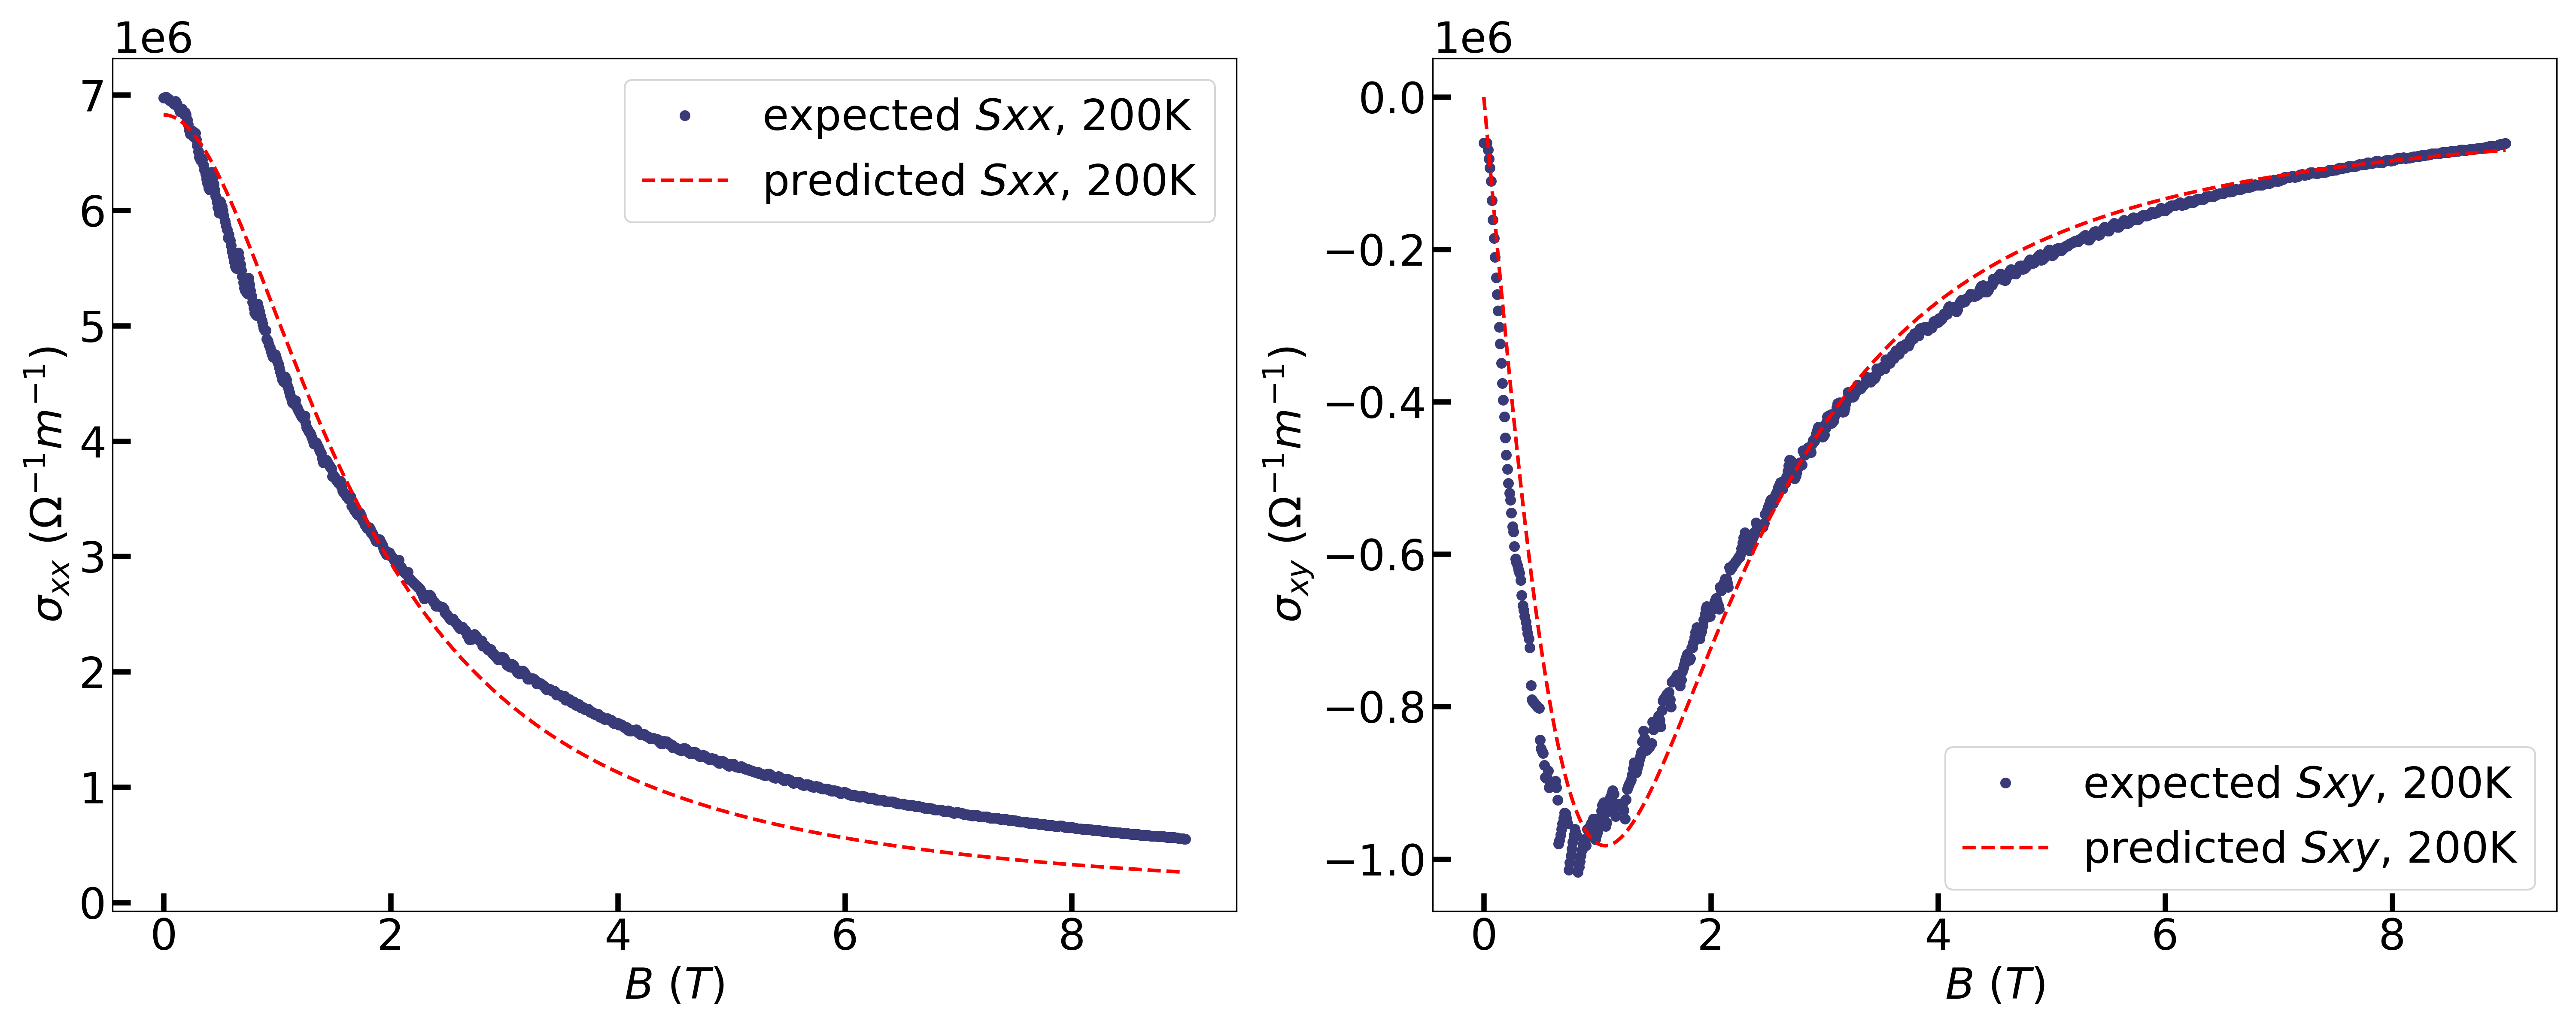 1e6
7
6
5
4
3
2
1
0
σxx (Ω−1m−1)
0 2 4 6 8
B (T)
expected Sxx, 200K
predicted Sxx, 200K
1e6
0.0
−0.2
−0.4
−0.6
−0.8
−1.0
σxy (Ω−1m−1)
0 2 4 6 8
B (T)
expected Sxy, 200K
predicted Sxy, 200K